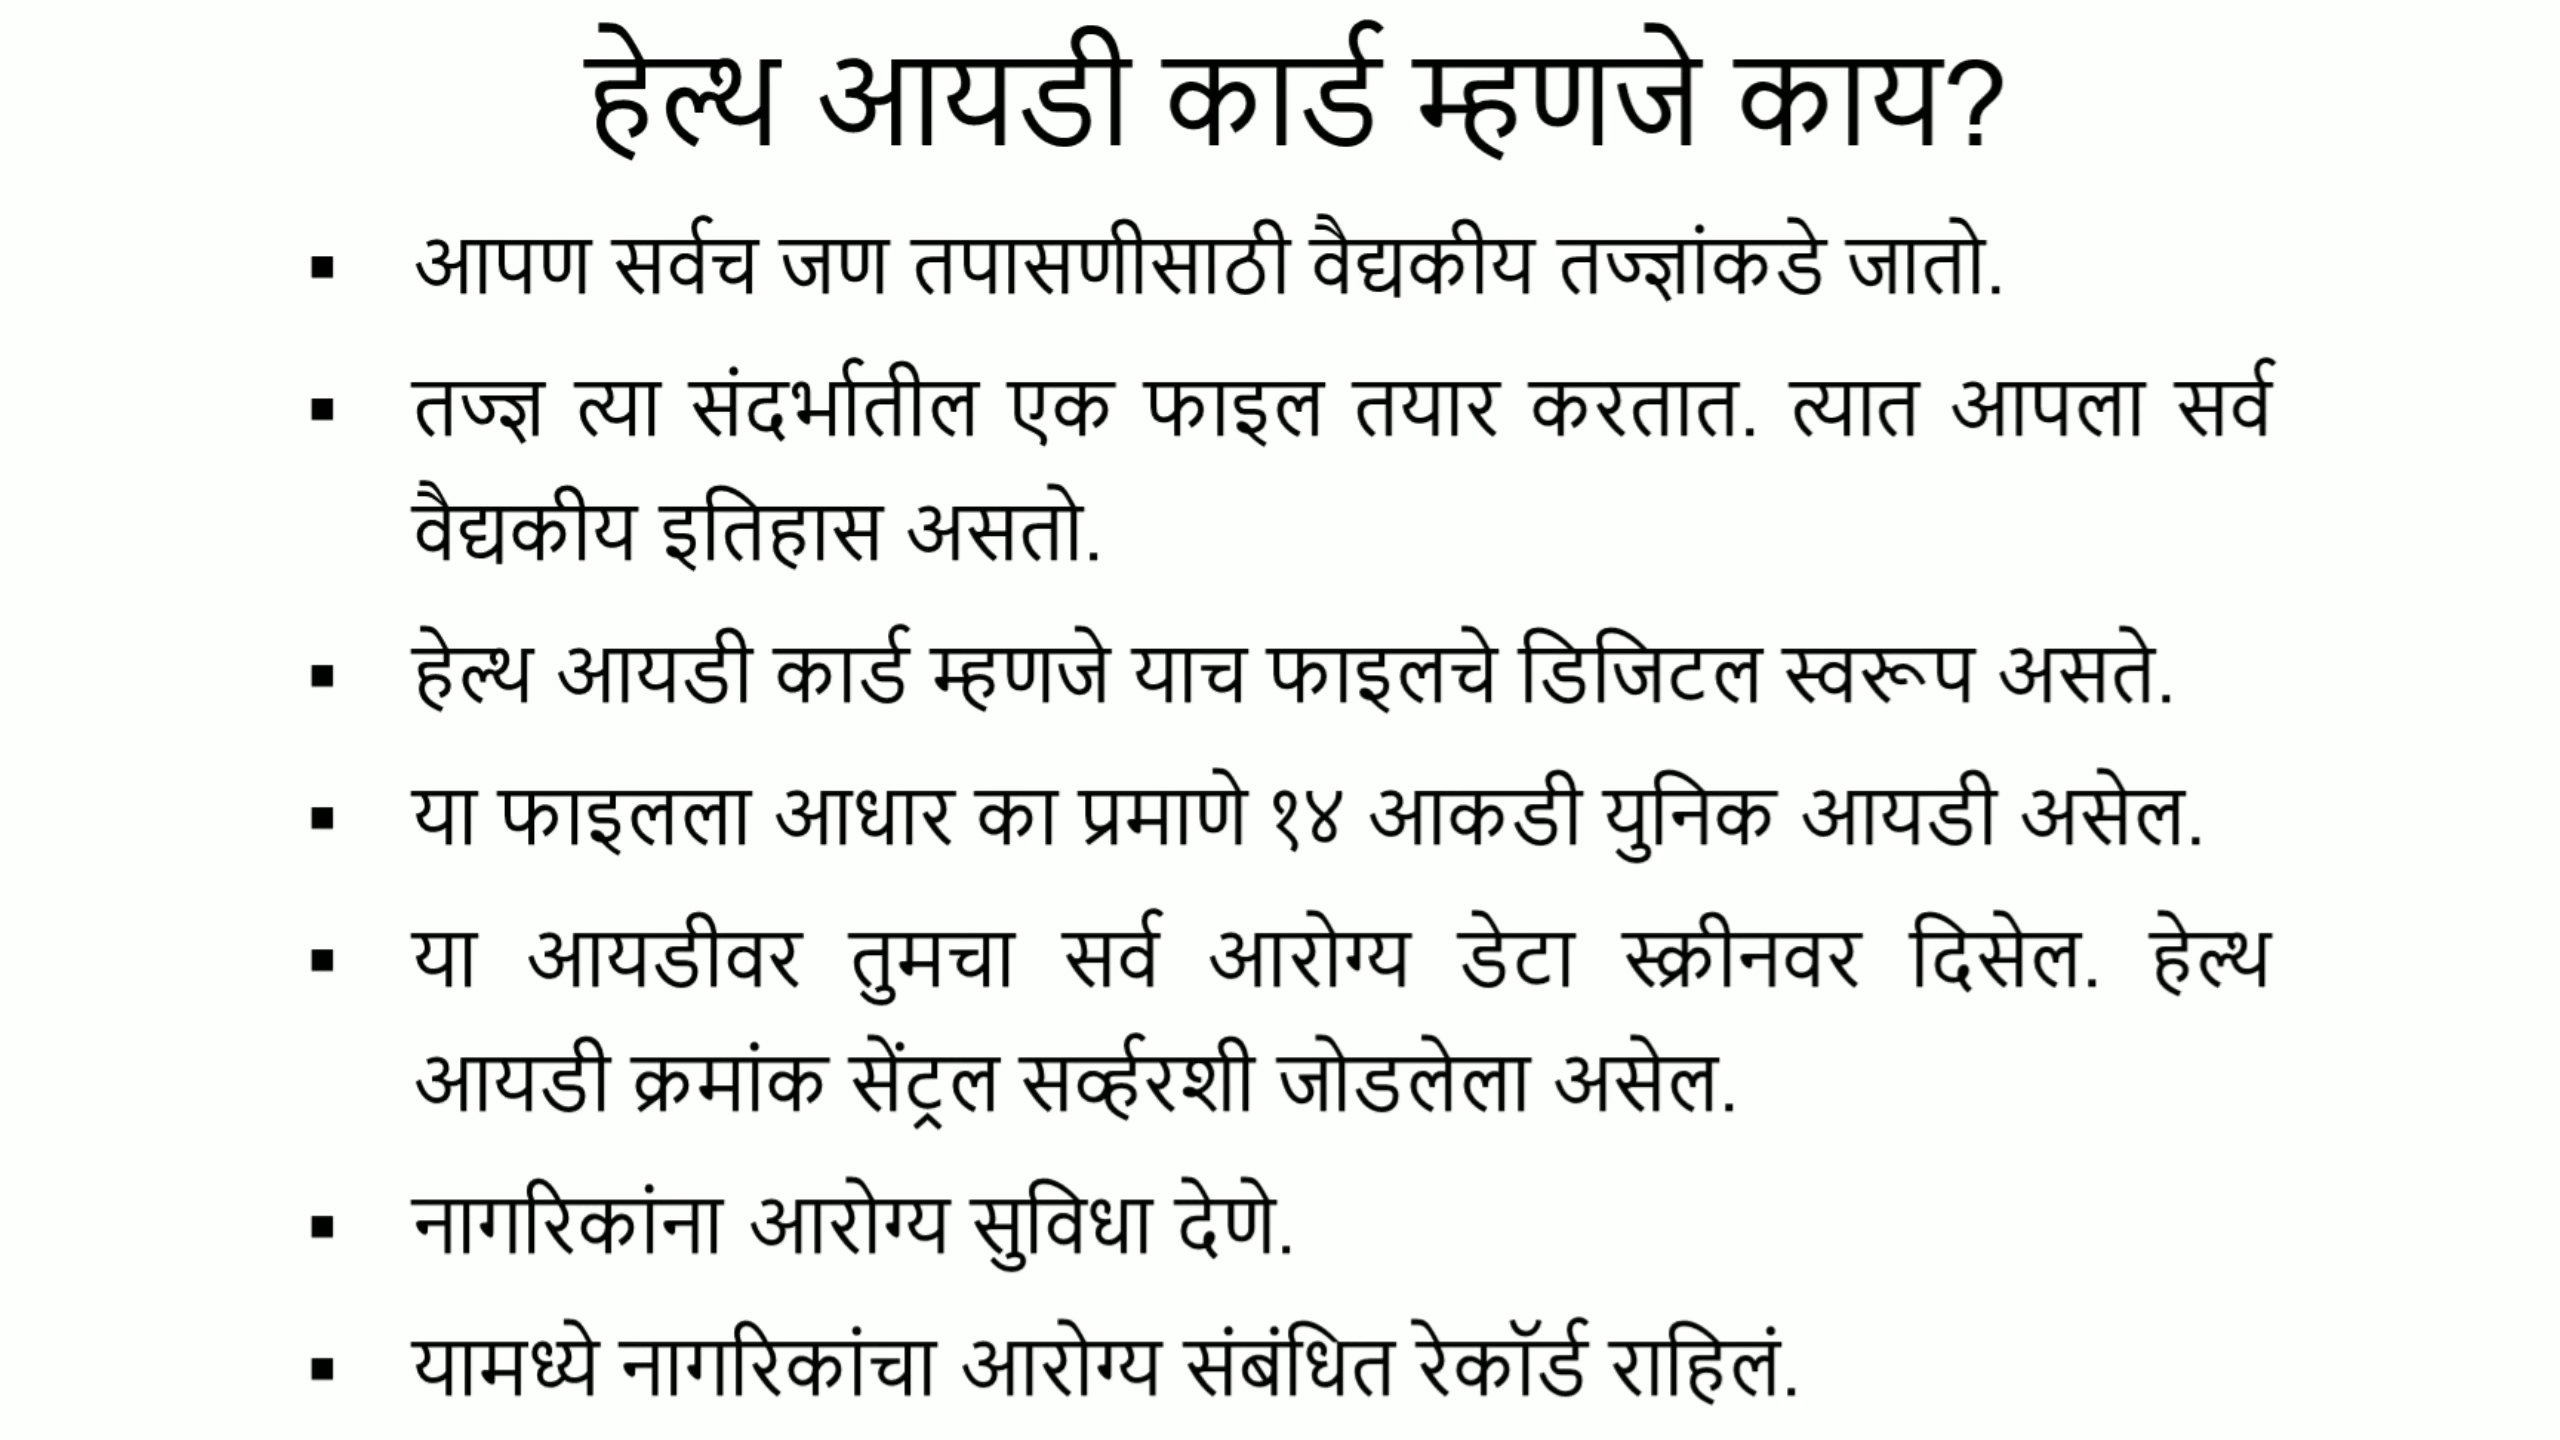 हेल्थ आयडी कार्ड म्हणजे काय?
▪ आपण सर्वच जण तपासणीसाठी वैद्यकीय तज्ज्ञांकडे जातो.
▪ तज्ज्ञ त्या संदर्भातील एक फाइल तयार करतात. त्यात आपला सर्व
वैद्यकीय इतिहास असतो.
▪ हेल्थ आयडी कार्ड म्हणजे याच फाइलचे डिजिटल स्वरूप असते.
▪ या फाइलला आधार का प्रमाणे १४ आकडी युनिक आयडी असेल.
▪ या आयडीवर तुमचा सर्व आरोग्य डेटा स्क्रीनवर दिसेल. हेल्थ
आयडी क्रमांक सेंट्रल सर्व्हरशी जोडलेला असेल.
▪ नागरिकांना आरोग्य सुविधा देणे.
▪ यामध्ये नागरिकांचा आरोग्य संबंधित रेकॉर्ड राहिलं.